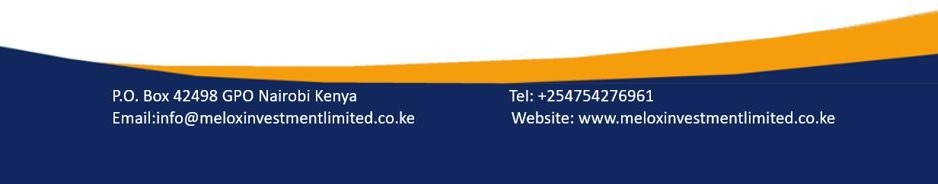 P.O. Box 42498 GPO Nairobi Kenya
Tel: +254754276961
Email:info@meloxinvestmentlimited.co.ke
Website: www.meloxinvestmentlimited.co.ke